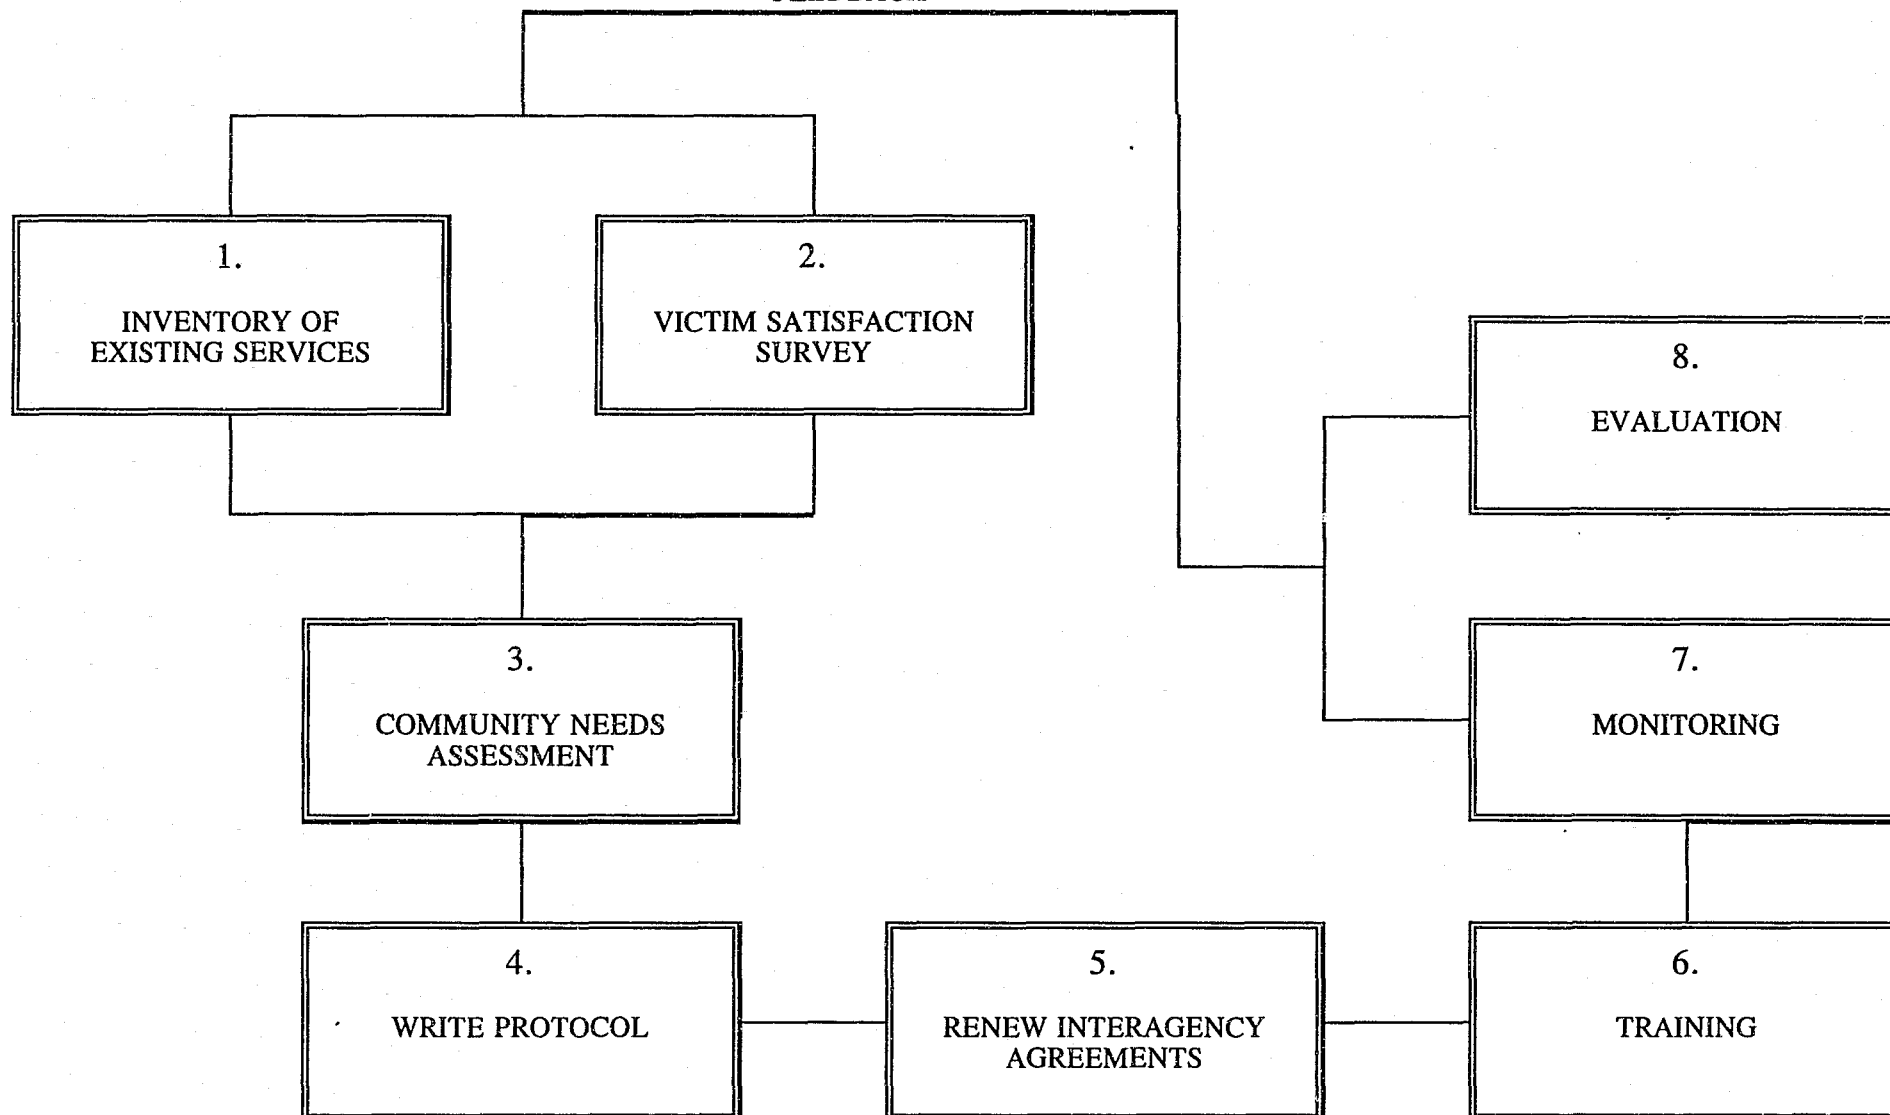 1.
INVENTORY OF
EXISTING SERVICES
2.
VICTIM SATISFACTION
SURVEY
3.
COMMUNITY NEEDS
ASSESSMENT
4.
WRITE PROTOCOL
5.
RENEW INTERAGENCY
AGREEMENTS
6.
TRAINING
7.
MONITORING
8.
EVALUATION